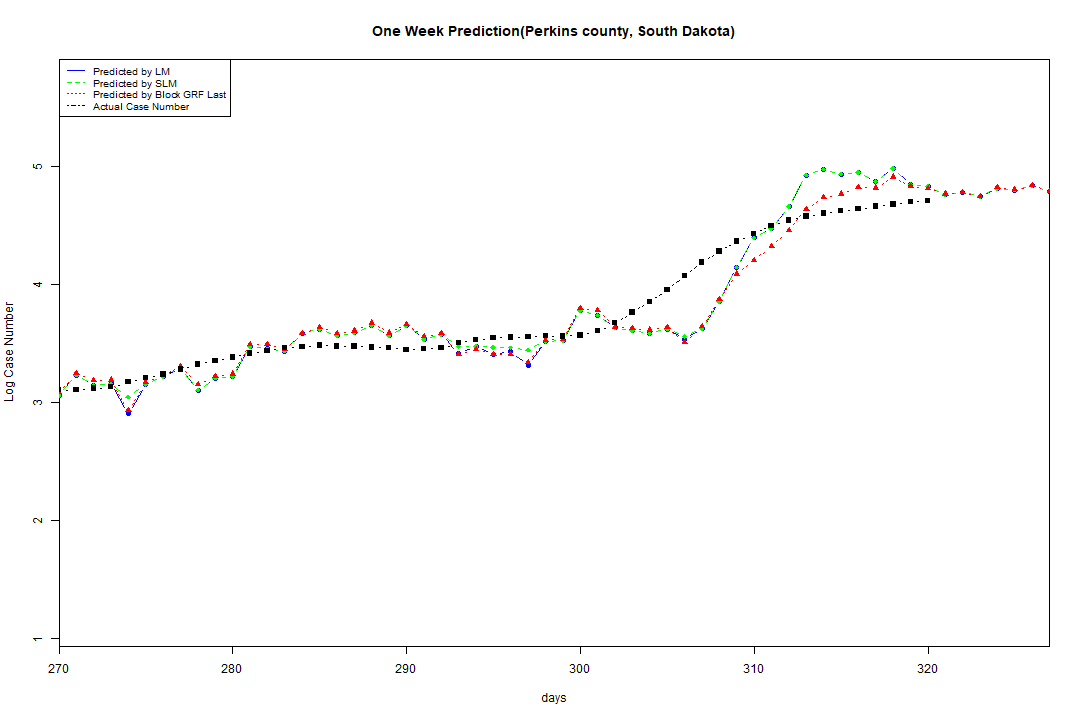 One Week Prediction(Perkins county, South Dakota)
Predicted by LM
Predicted by SLM
Predicted by Block GRF Last
Actual Case Number
5
4
3
2
1
Log Case Number
270 280 290 300 310 320
days